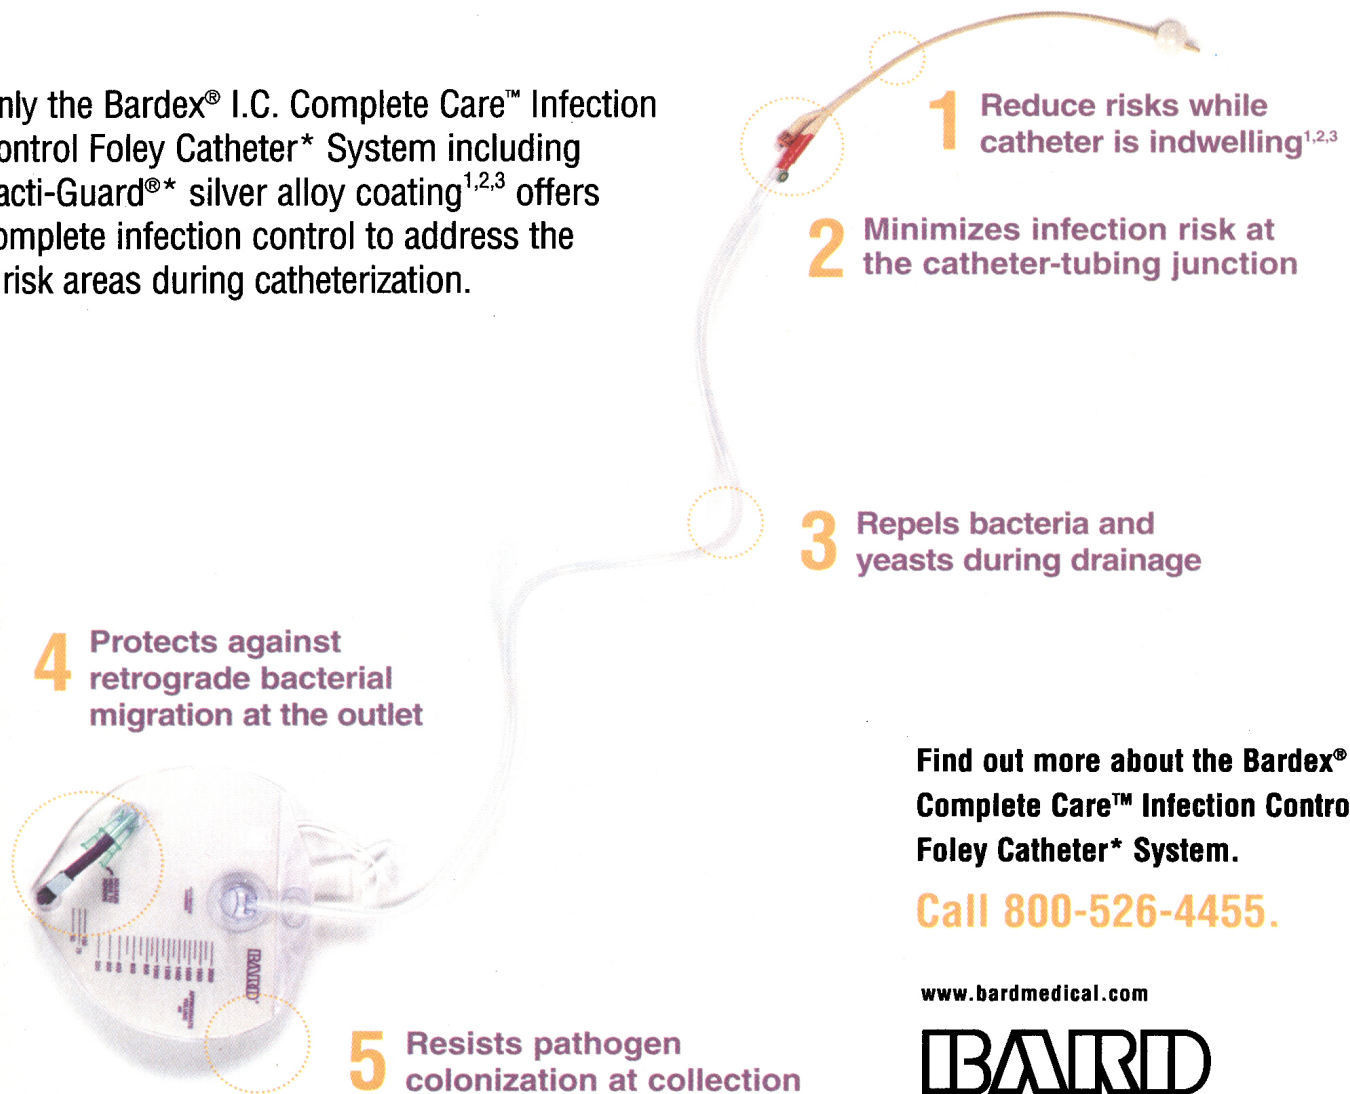 nly the Bardex® I.C. Complete Care™ Infection
ontrol Foley Catheter* System including
acti-Guard®* silver alloy coating1,2,3 offers
omplete infection control to address the
risk areas during catheterization.
1 Reduce risks while
catheter is indwelling1,2,3
2 Minimizes infection risk at
the catheter-tubing junction
3 Repels bacteria and
yeasts during drainage
4 Protects against
retrograde bacterial
migration at the outlet
BARD
5 Resists pathogen
colonization at collection
Find out more about the Bardex®
Complete Care™ Infection Contro
Foley Catheter* System.
Call 800-526-4455.
www.bardmedical.com
BARD